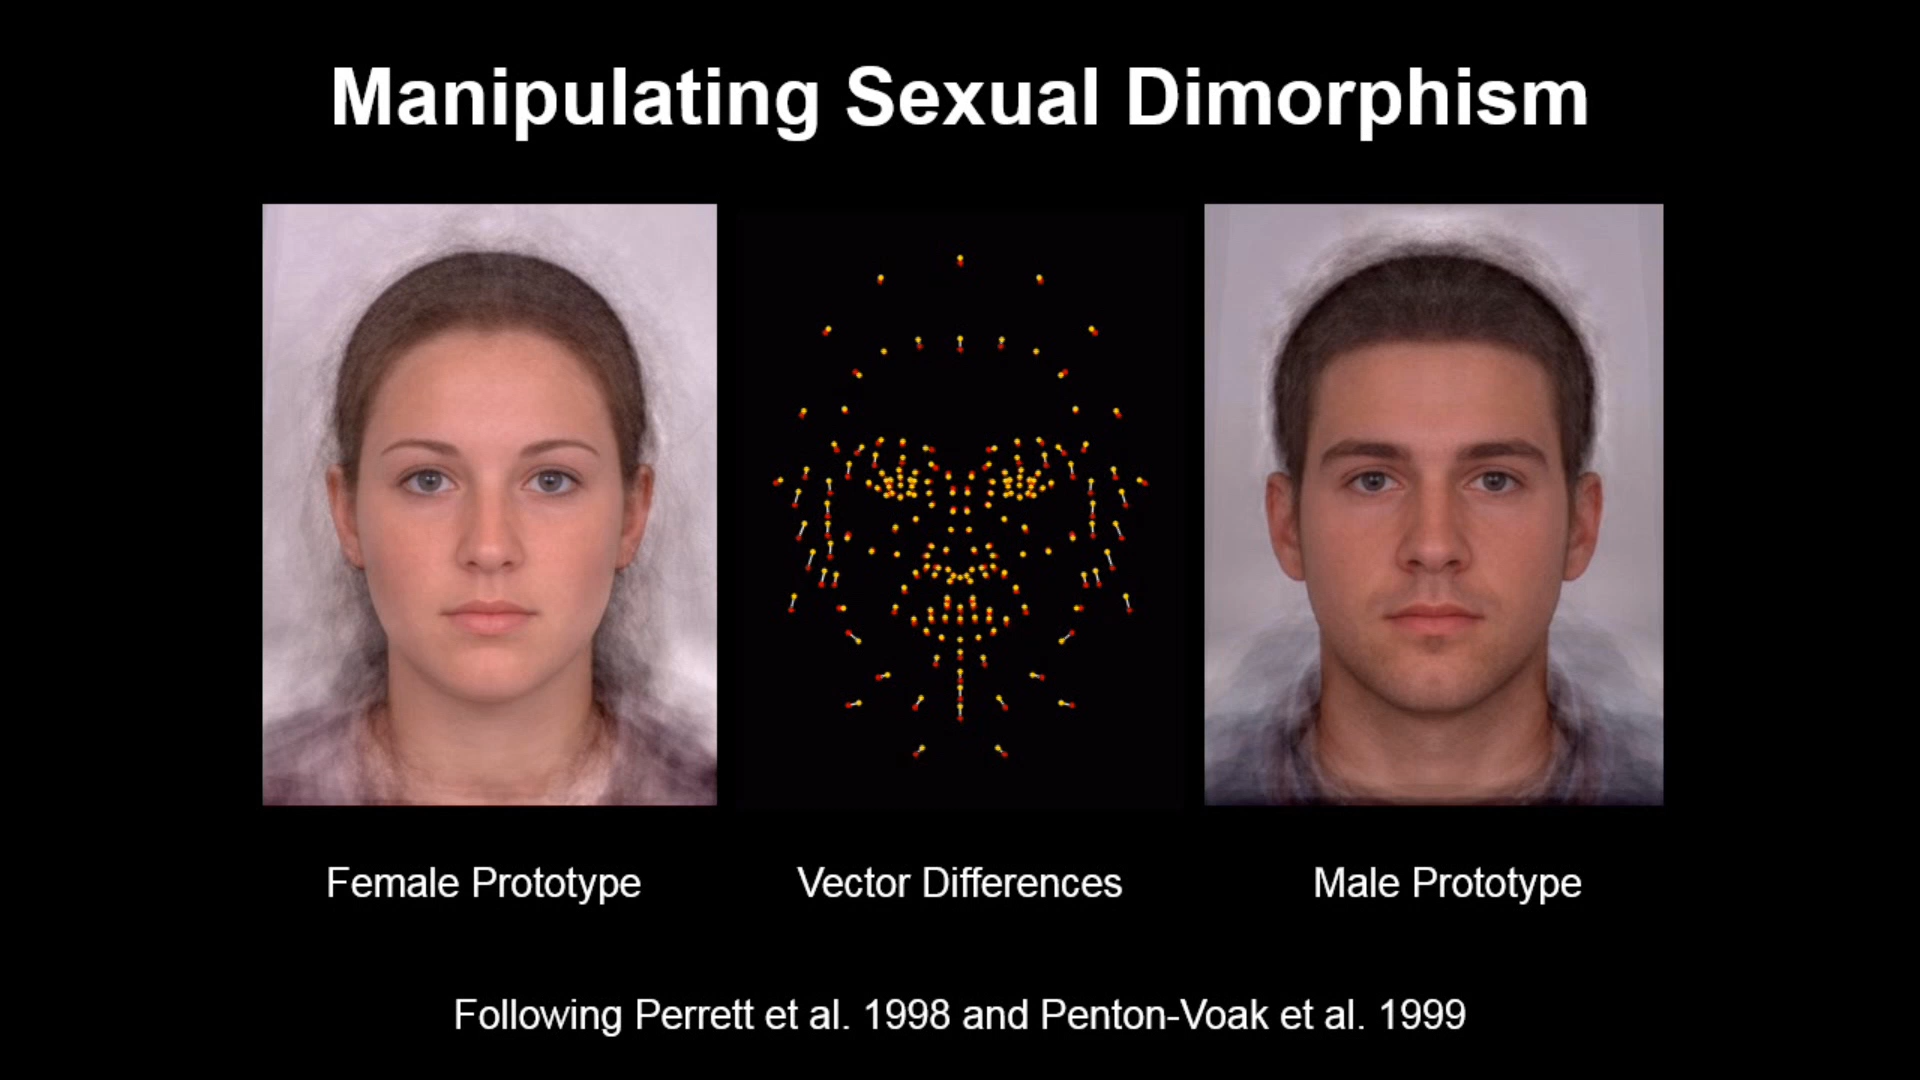 Manipulating Sexual Dimorphism
Female Prototype
Vector Differences
Male Prototype
Following Perrett et al. 1998 and Penton-Voak et al. 1999